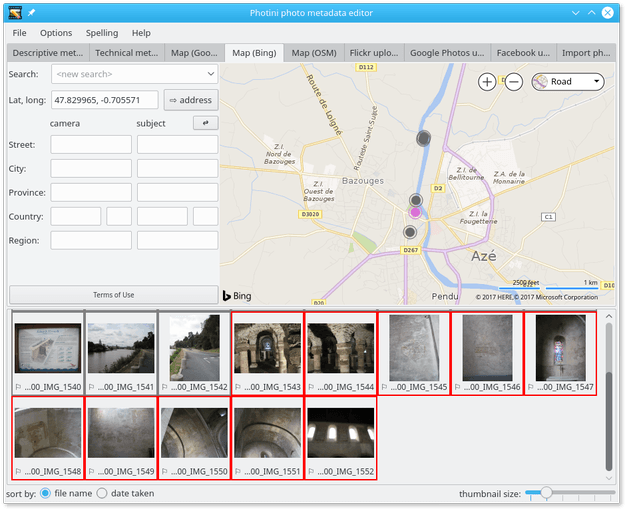 Photini photo metadata editor
File Options Spelling Help
Descriptive met... Technical met... Map (Goo... Map (Bing) Map (OSM) Flickr uplo... Google Photos u... Facebook u... Import ph...
Search: <new search>
Lat, long: 47.829965, -0.705571 ⇨ address
camera subject
Street:
City:
Province:
Country:
Region:
Terms of Use
D112
Road
Route de Loigné
Route de Saint-Sulpice
Z.I.
Nord de
Bazouges
Z.I. de
Bellitourne
Z.A. de la
Monnairie
Bazouges
Z.I.
Ouest de
Bazouges
D2
D3020
Z.I. la
Fougetterie
C1
D267
Azé
2500 feet 1 km
Bing
D20
Pendu
© 2017 HERE,© 2017 Microsoft Corporation
...00_IMG_1540 ...00_IMG_1541 ...00_IMG_1542 ...00_IMG_1543 ...00_IMG_1544 ...00_IMG_1545 ...00_IMG_1546 ...00_IMG_1547
...00_IMG_1548 ...00_IMG_1549 ...00_IMG_1550 ...00_IMG_1551 ...00_IMG_1552
sort by: file name date taken thumbnail size: